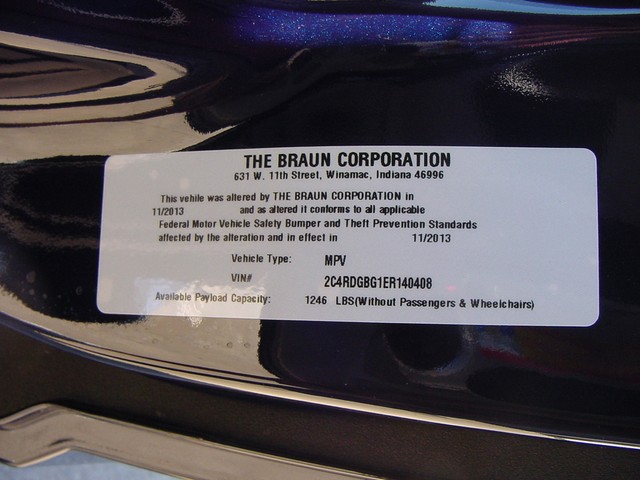 THE BRAUN CORPORATION
631 W. 11th Street, Winamac, Indiana 46996
This vehile was altered by THE BRAUN CORPORATION in
11/2013 and as altered it conforms to all applicable
Federal Motor Vehicle Safety Bumper and Theft Prevention Standards
affected by the alteration and in effect in 11/2013
Vehicle Type: MPV
VIN# 2C4RDGBG1ER140408
Available Payload Capacity: 1246 LBS(Without Passengers & Wheelchairs)